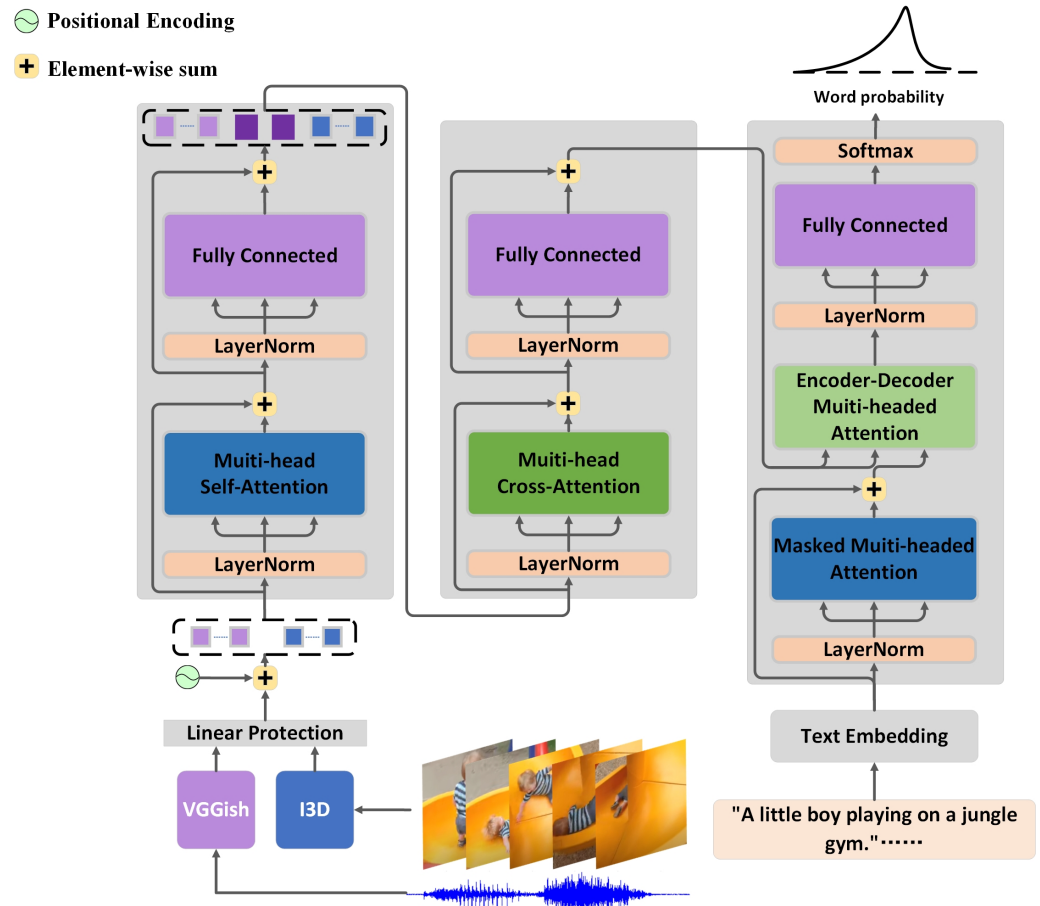 Positional Encoding
Element-wise sum
Fully Connected
LayerNorm
Muiti-head
Self-Attention
LayerNorm
Linear Protection
VGGish
I3D
Fully Connected
LayerNorm
Muiti-head
Cross-Attention
LayerNorm
Word probability
Softmax
Fully Connected
LayerNorm
Encoder-Decoder
Muiti-headed
Attention
Masked Muiti-headed
Attention
LayerNorm
Text Embedding
"A little boy playing on a jungle
gym."······